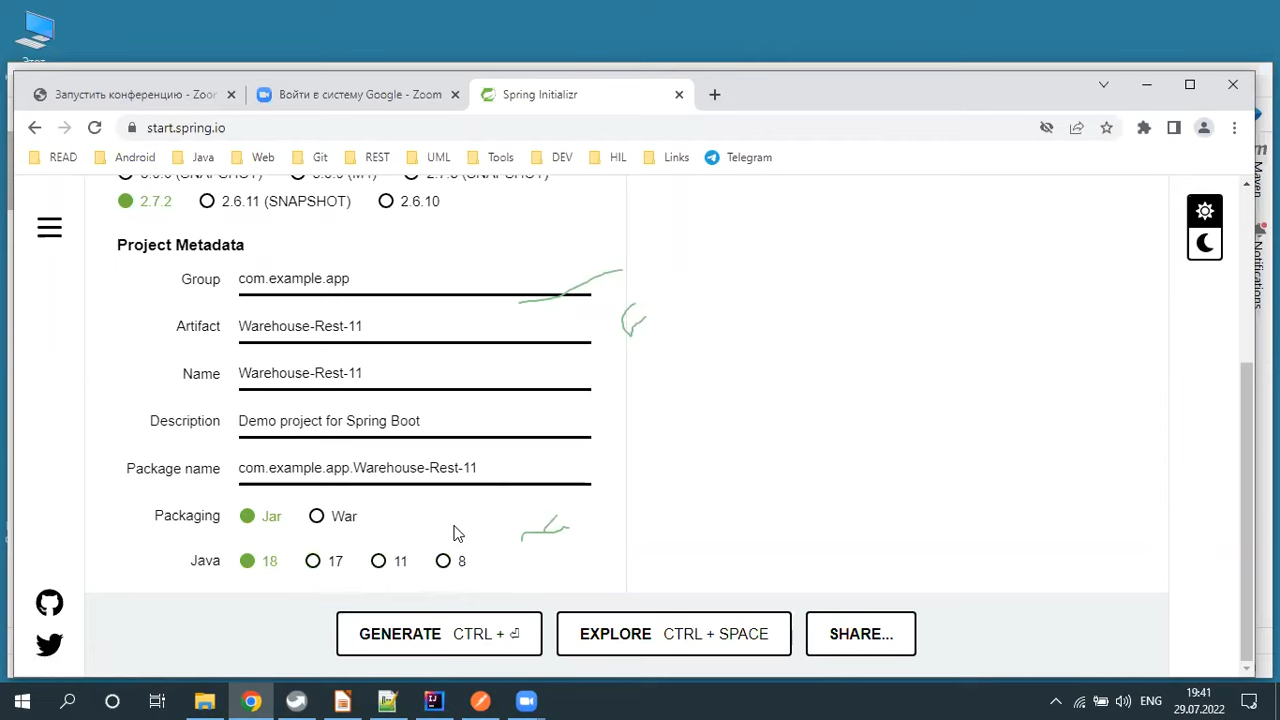 Этот
Запустить конференцию - Zoom
Войти в систему Google - Zoom
Spring Initializr
start.spring.io
READ
Android
Java
Web
Git
REST
UML
Tools
DEV
HIL
Links
Telegram
2.7.2
2.6.11 (SNAPSHOT)
2.6.10
Project Metadata
Group com.example.app
Artifact Warehouse-Rest-11
Name Warehouse-Rest-11
Description Demo project for Spring Boot
Package name com.example.app.Warehouse-Rest-11
Packaging Jar War
Java 18 17 11 8
GENERATE CTRL + ⏎
EXPLORE CTRL + SPACE
SHARE...
Maven
Notifications
ENG
19:41
29.07.2022